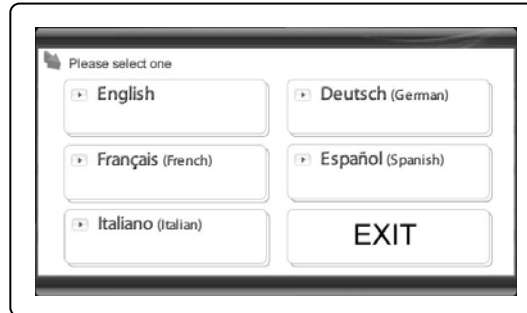 Please select one
English
Deutsch (German)
Français (French)
Español (Spanish)
Italiano (Italian)
EXIT